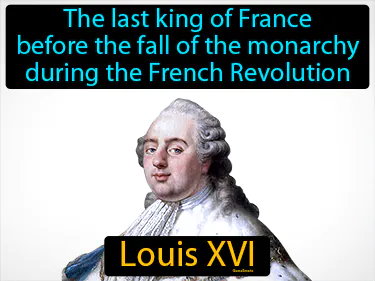 The last king of France
before the fall of the monarchy
during the French Revolution
Louis XVI